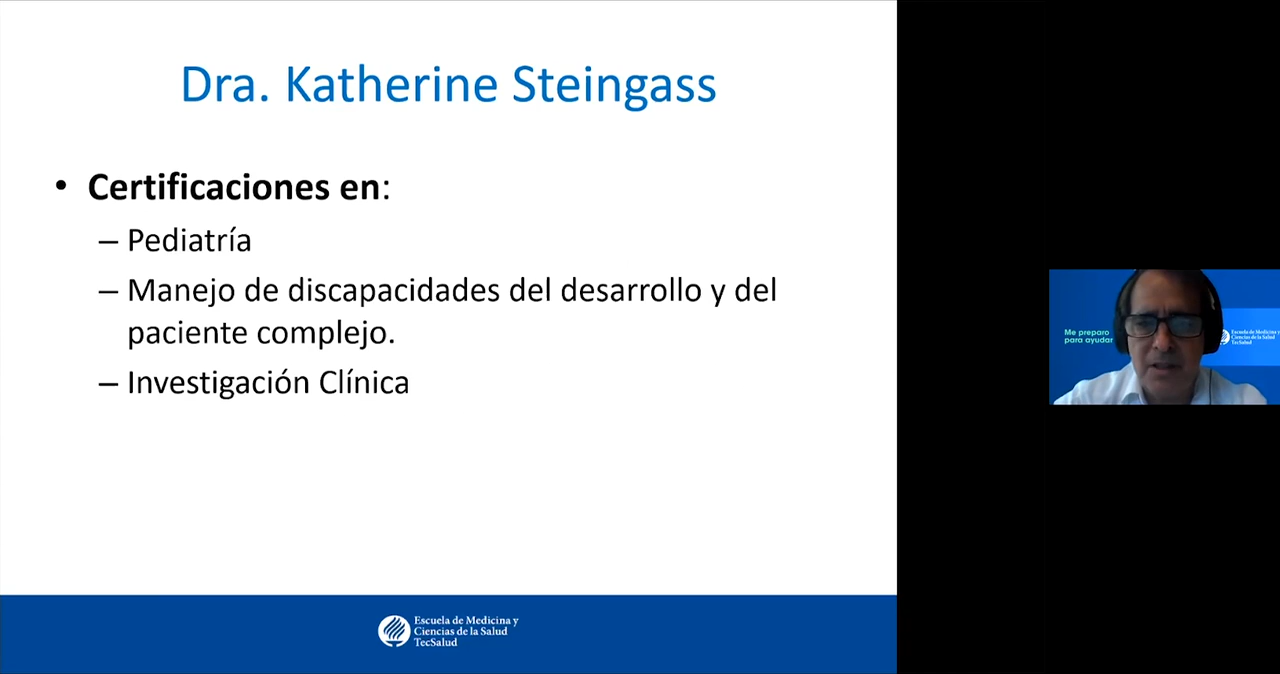 Dra. Katherine Steingass
• Certificaciones en:
– Pediatría
– Manejo de discapacidades del desarrollo y del
paciente complejo.
– Investigación Clínica
Me preparo
para ayudar
Escuela de Medicina y
Ciencias de la Salud
TecSalud
Escuela de Medicina y
Ciencias de la Salud
TecSalud